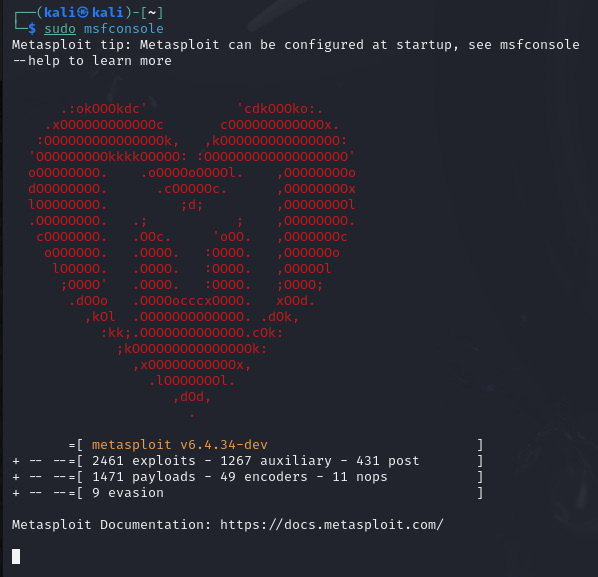 ┌──(kali㉿kali)-[~]
└─$ sudo msfconsole
Metasploit tip: Metasploit can be configured at startup, see msfconsole
--help to learn more
     .:okOOOkdc'           'cdkOOOko:.
   .xOOOOOOOOOOOOc       cOOOOOOOOOOOOx.
  :OOOOOOOOOOOOOOOk,   ,kOOOOOOOOOOOOOOO:
 'OOOOOOOOOkkkkOOOOO: :OOOOOOOOOOOOOOOOOO'
 oOOOOOOOO.    .oOOOOoOOOOl.    ,OOOOOOOOo
 dOOOOOOOO.      .cOOOOOc.      ,OOOOOOOOx
 lOOOOOOOO.         ;d;         ,OOOOOOOOl
 .OOOOOOOO.   .;           ;    ,OOOOOOOO.
  cOOOOOOO.   .OOc.     'oOO.   ,OOOOOOOc
   oOOOOOO.   .OOOO.   :OOOO.   ,OOOOOOo
    lOOOOO.   .OOOO.   :OOOO.   ,OOOOOl
     ;OOOO'   .OOOO.   :OOOO.   ;OOOO;
      .dOOo   .OOOOocccxOOOO.   xOOd.
        ,kOl  .OOOOOOOOOOOOO. .dOk,
          :kk;.OOOOOOOOOOOOO.cOk:
            ;kOOOOOOOOOOOOOOOk:
              ,xOOOOOOOOOOOx,
                .lOOOOOOOl.
                   ,dOd,
                     .
       =[ metasploit v6.4.34-dev                          ]
+ -- --=[ 2461 exploits - 1267 auxiliary - 431 post       ]
+ -- --=[ 1471 payloads - 49 encoders - 11 nops           ]
+ -- --=[ 9 evasion                                       ]
Metasploit Documentation: https://docs.metasploit.com/